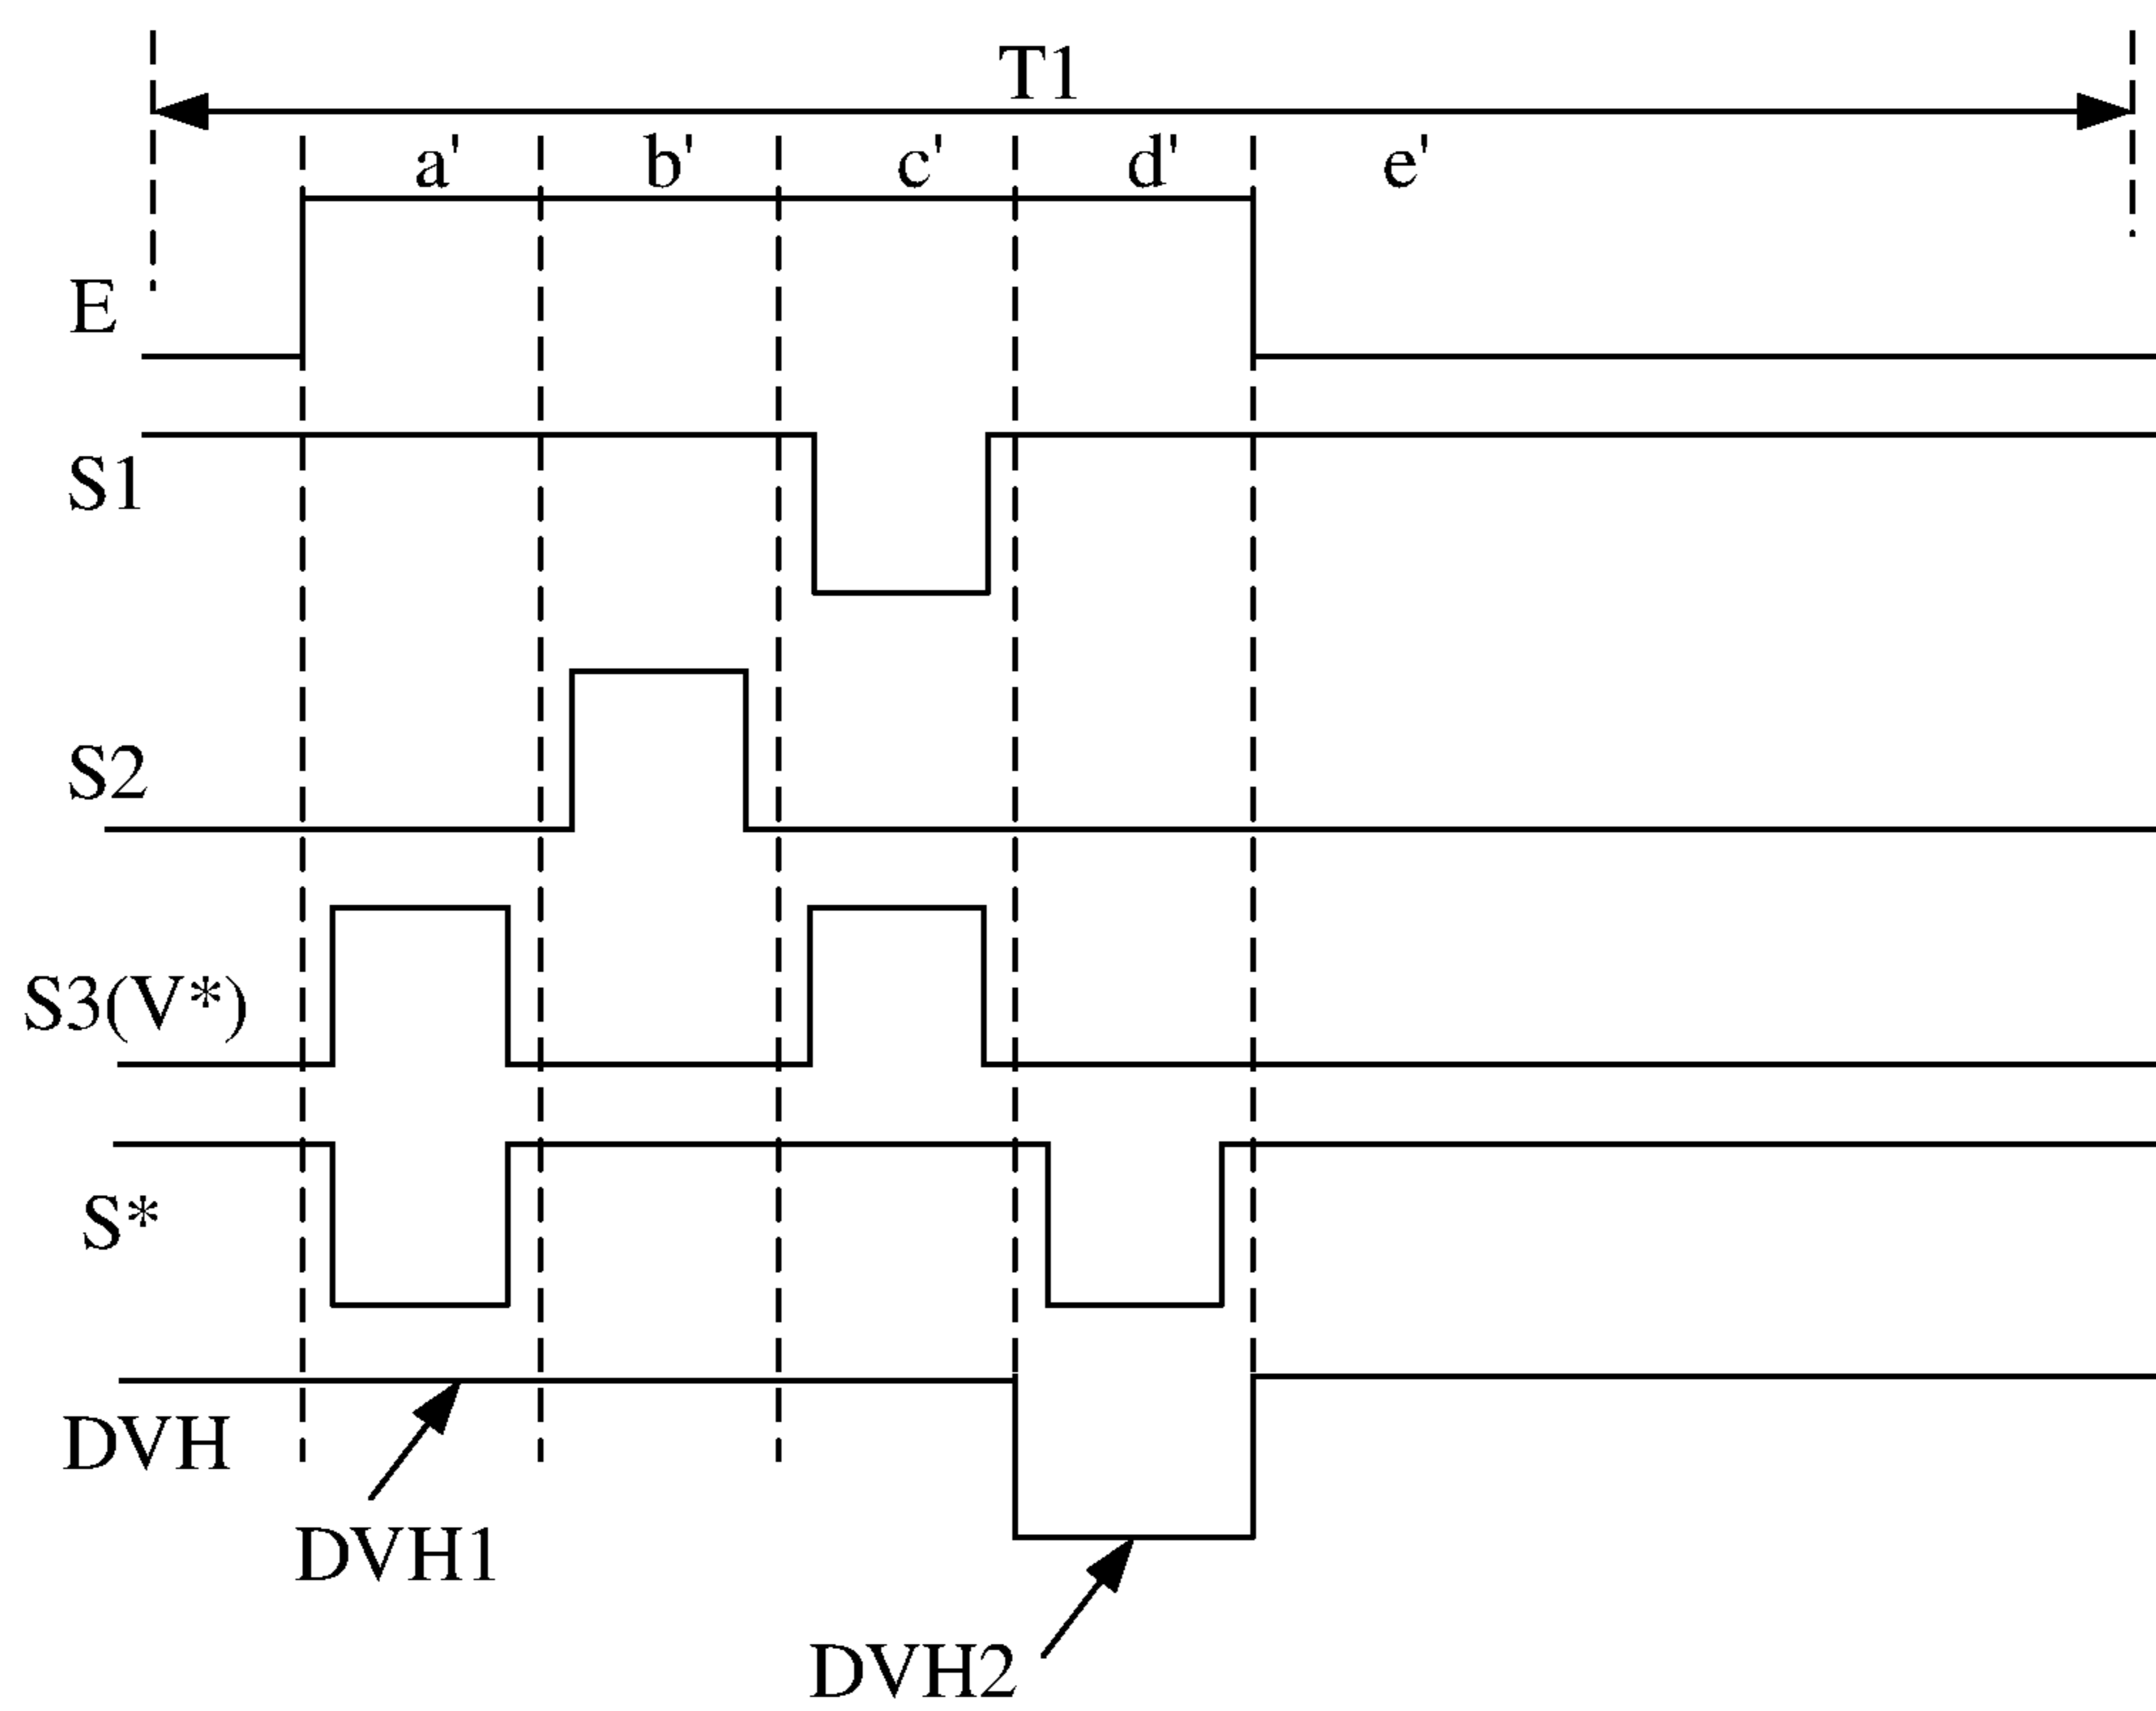 T1
a' b' c' d' e'
E
S1
S2
S3(V*)
S*
DVH
DVH1
DVH2